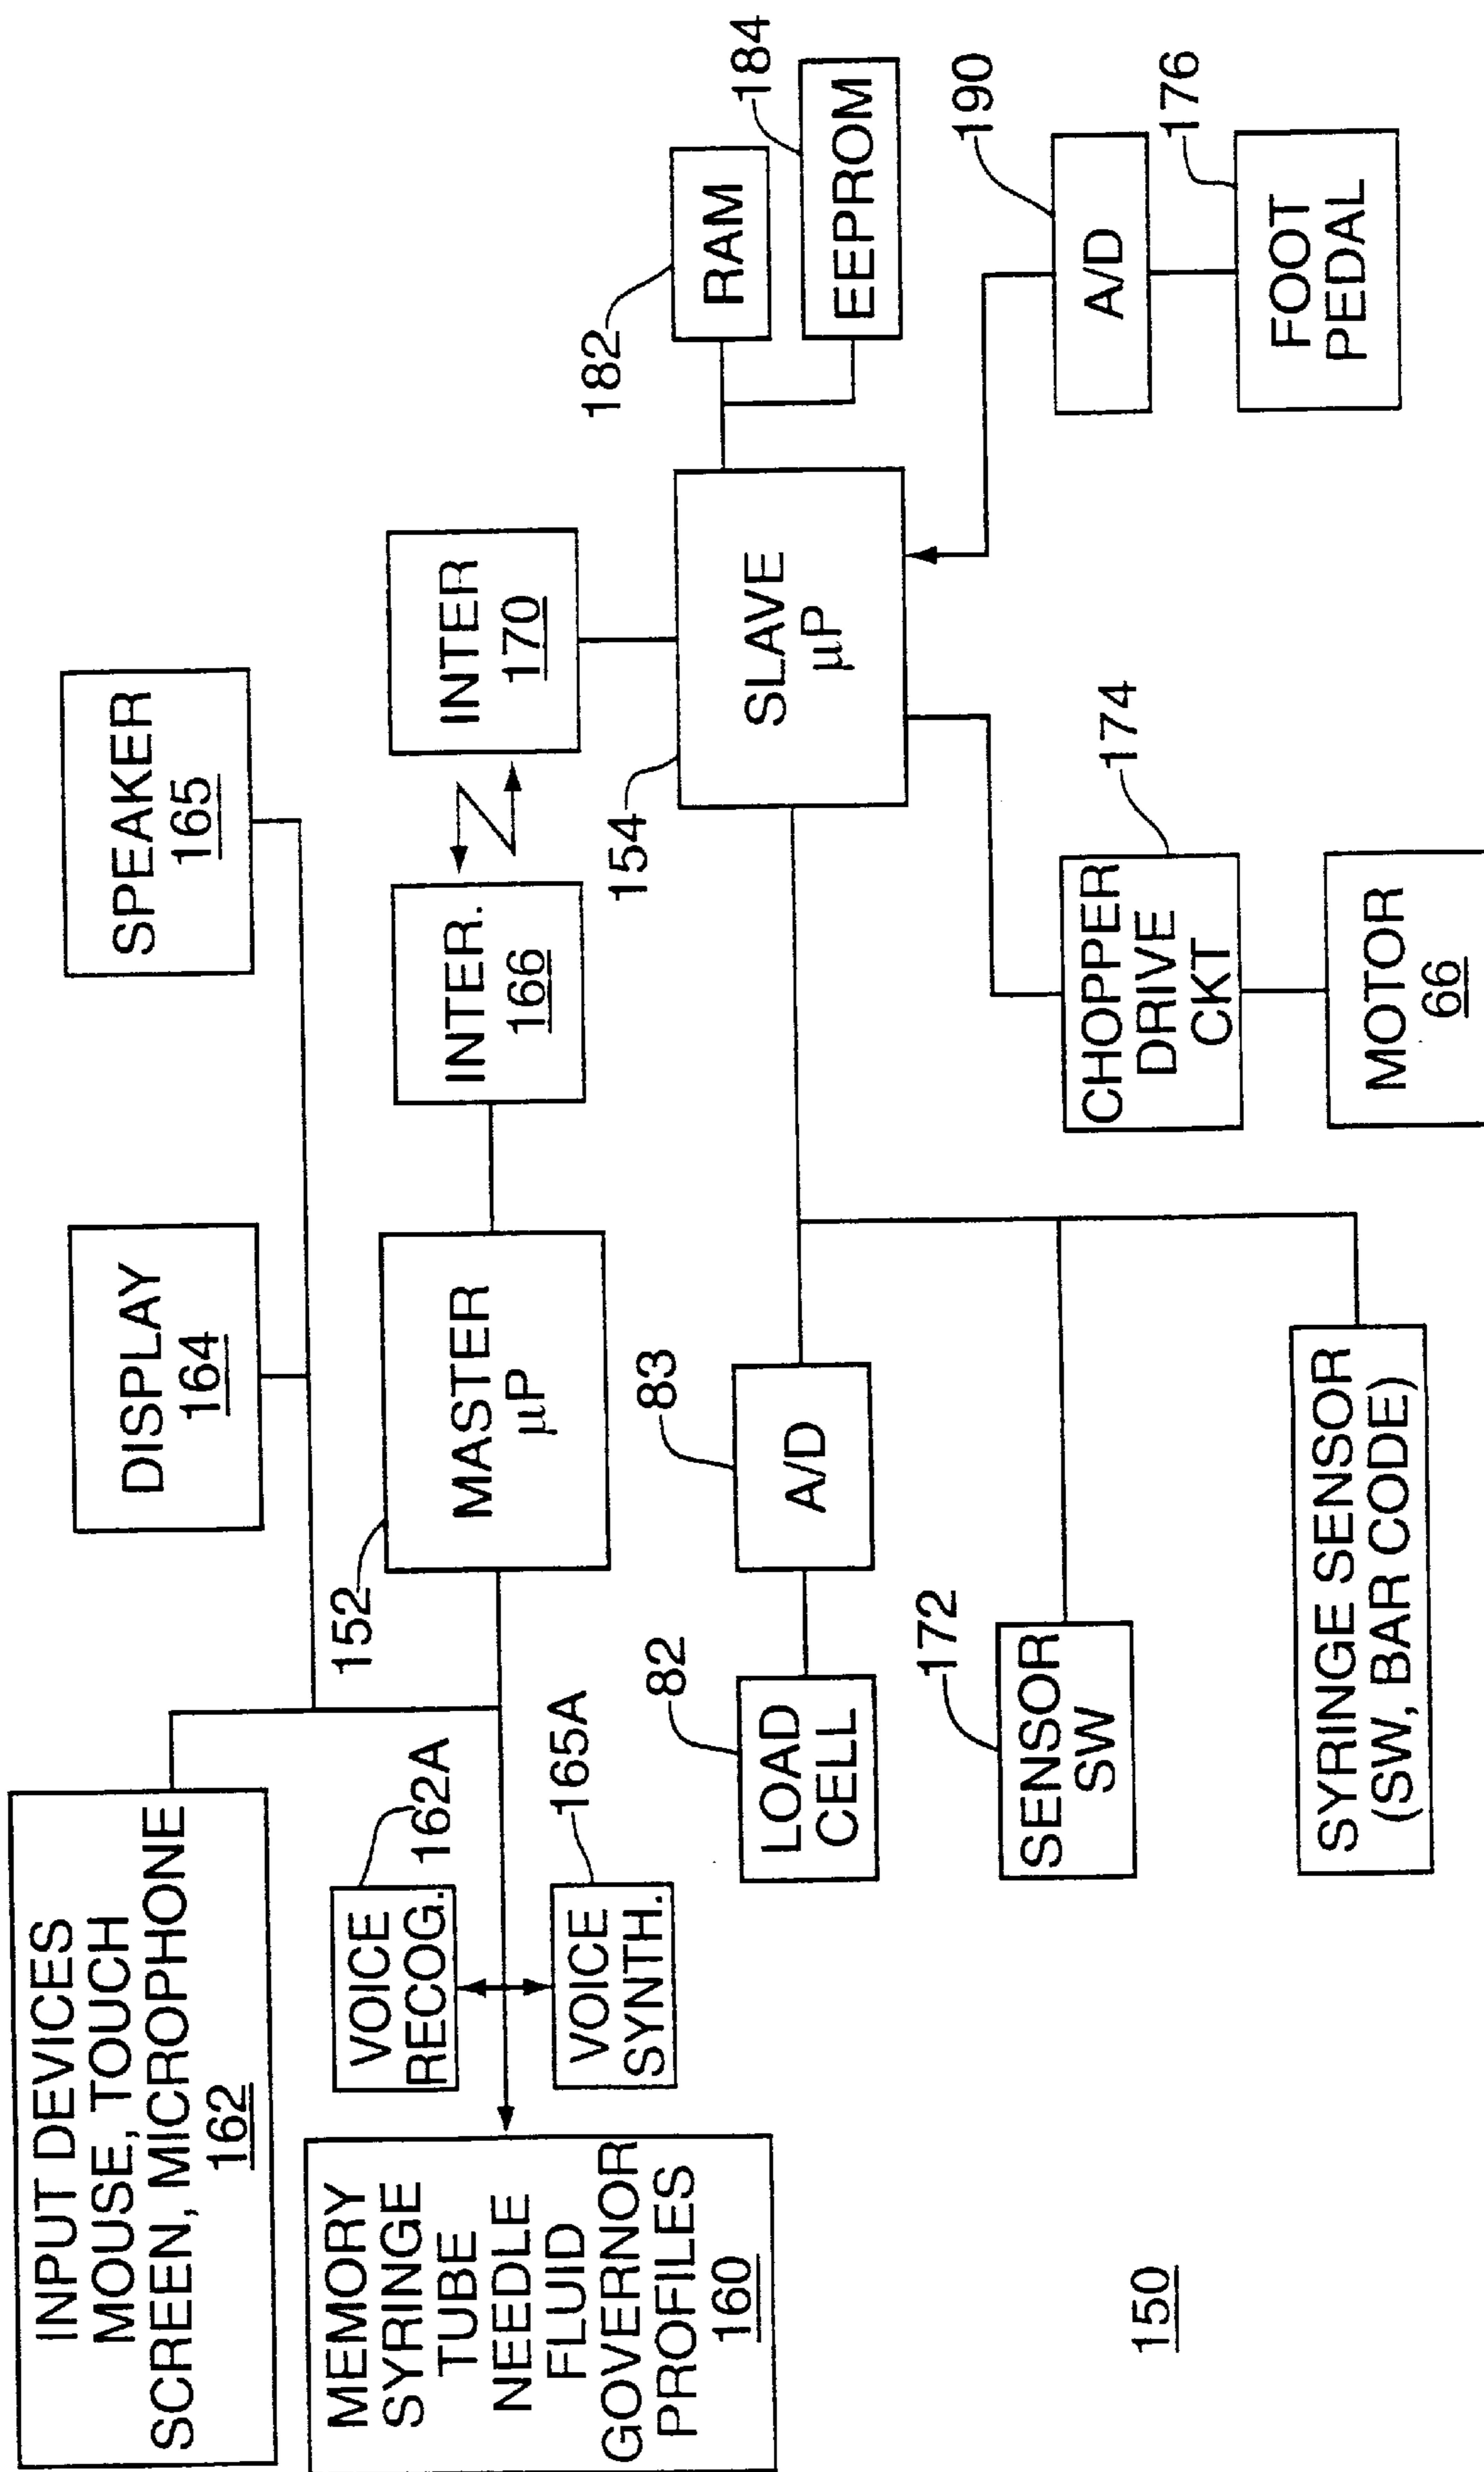 INPUT DEVICES
MOUSE, TOUCH
SCREEN, MICROPHONE
162
DISPLAY
164
SPEAKER
165
MEMORY
SYRINGE
TUBE
NEEDLE
FLUID
GOVERNOR
PROFILES
160
VOICE
RECOG.
162A
VOICE
SYNTH.
165A
152
MASTER
µP
INTER.
166
INTER
170
154
SLAVE
µP
182
RAM
184
EEPROM
82
LOAD
CELL
83
A/D
172
SENSOR
SW
SYRINGE SENSOR
(SW, BAR CODE)
174
CHOPPER
DRIVE
CKT
MOTOR
66
190
A/D
176
FOOT
PEDAL
150